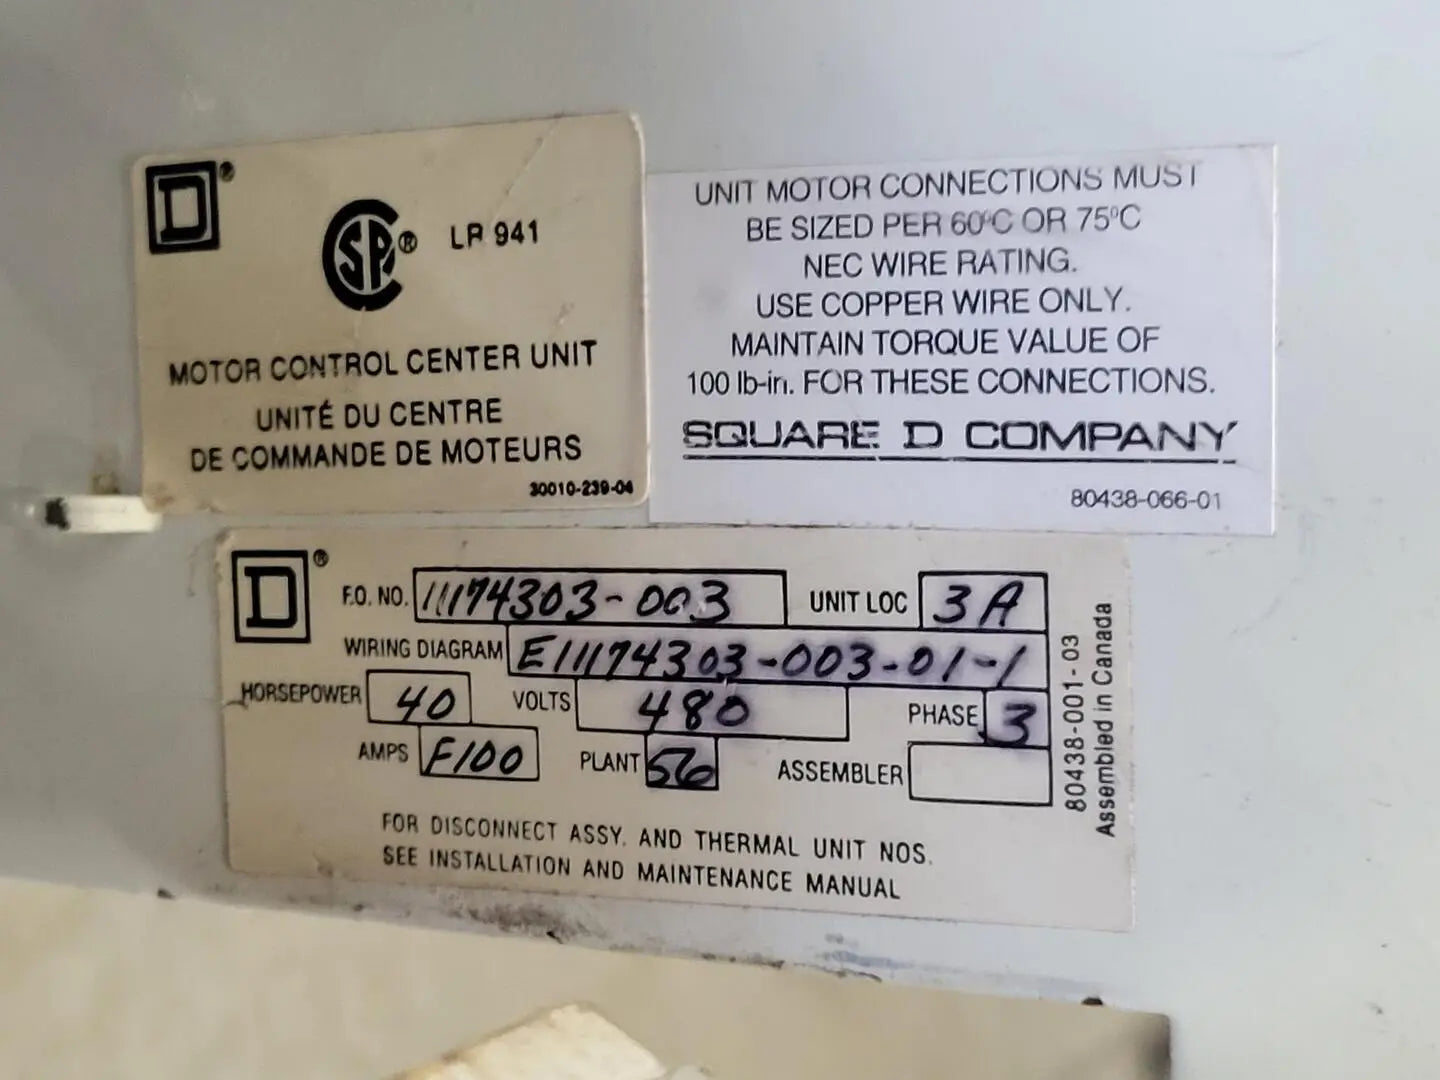 D®
CSA® LR 941
MOTOR CONTROL CENTER UNIT
UNITÉ DU CENTRE
DE COMMANDE DE MOTEURS
30010-239-04
UNIT MOTOR CONNECTIONS MUST
BE SIZED PER 60°C OR 75°C
NEC WIRE RATING.
USE COPPER WIRE ONLY.
MAINTAIN TORQUE VALUE OF
100 lb-in. FOR THESE CONNECTIONS.
SQUARE D COMPANY
80438-066-01
D®
F.O. NO. 11174303-003 UNIT LOC 3A
WIRING DIAGRAM E11174303-003-01-1
HORSEPOWER 40 VOLTS 480 PHASE 3
AMPS F100 PLANT 56 ASSEMBLER
FOR DISCONNECT ASSY. AND THERMAL UNIT NOS.
SEE INSTALLATION AND MAINTENANCE MANUAL
80438-001-03
Assembled in Canada